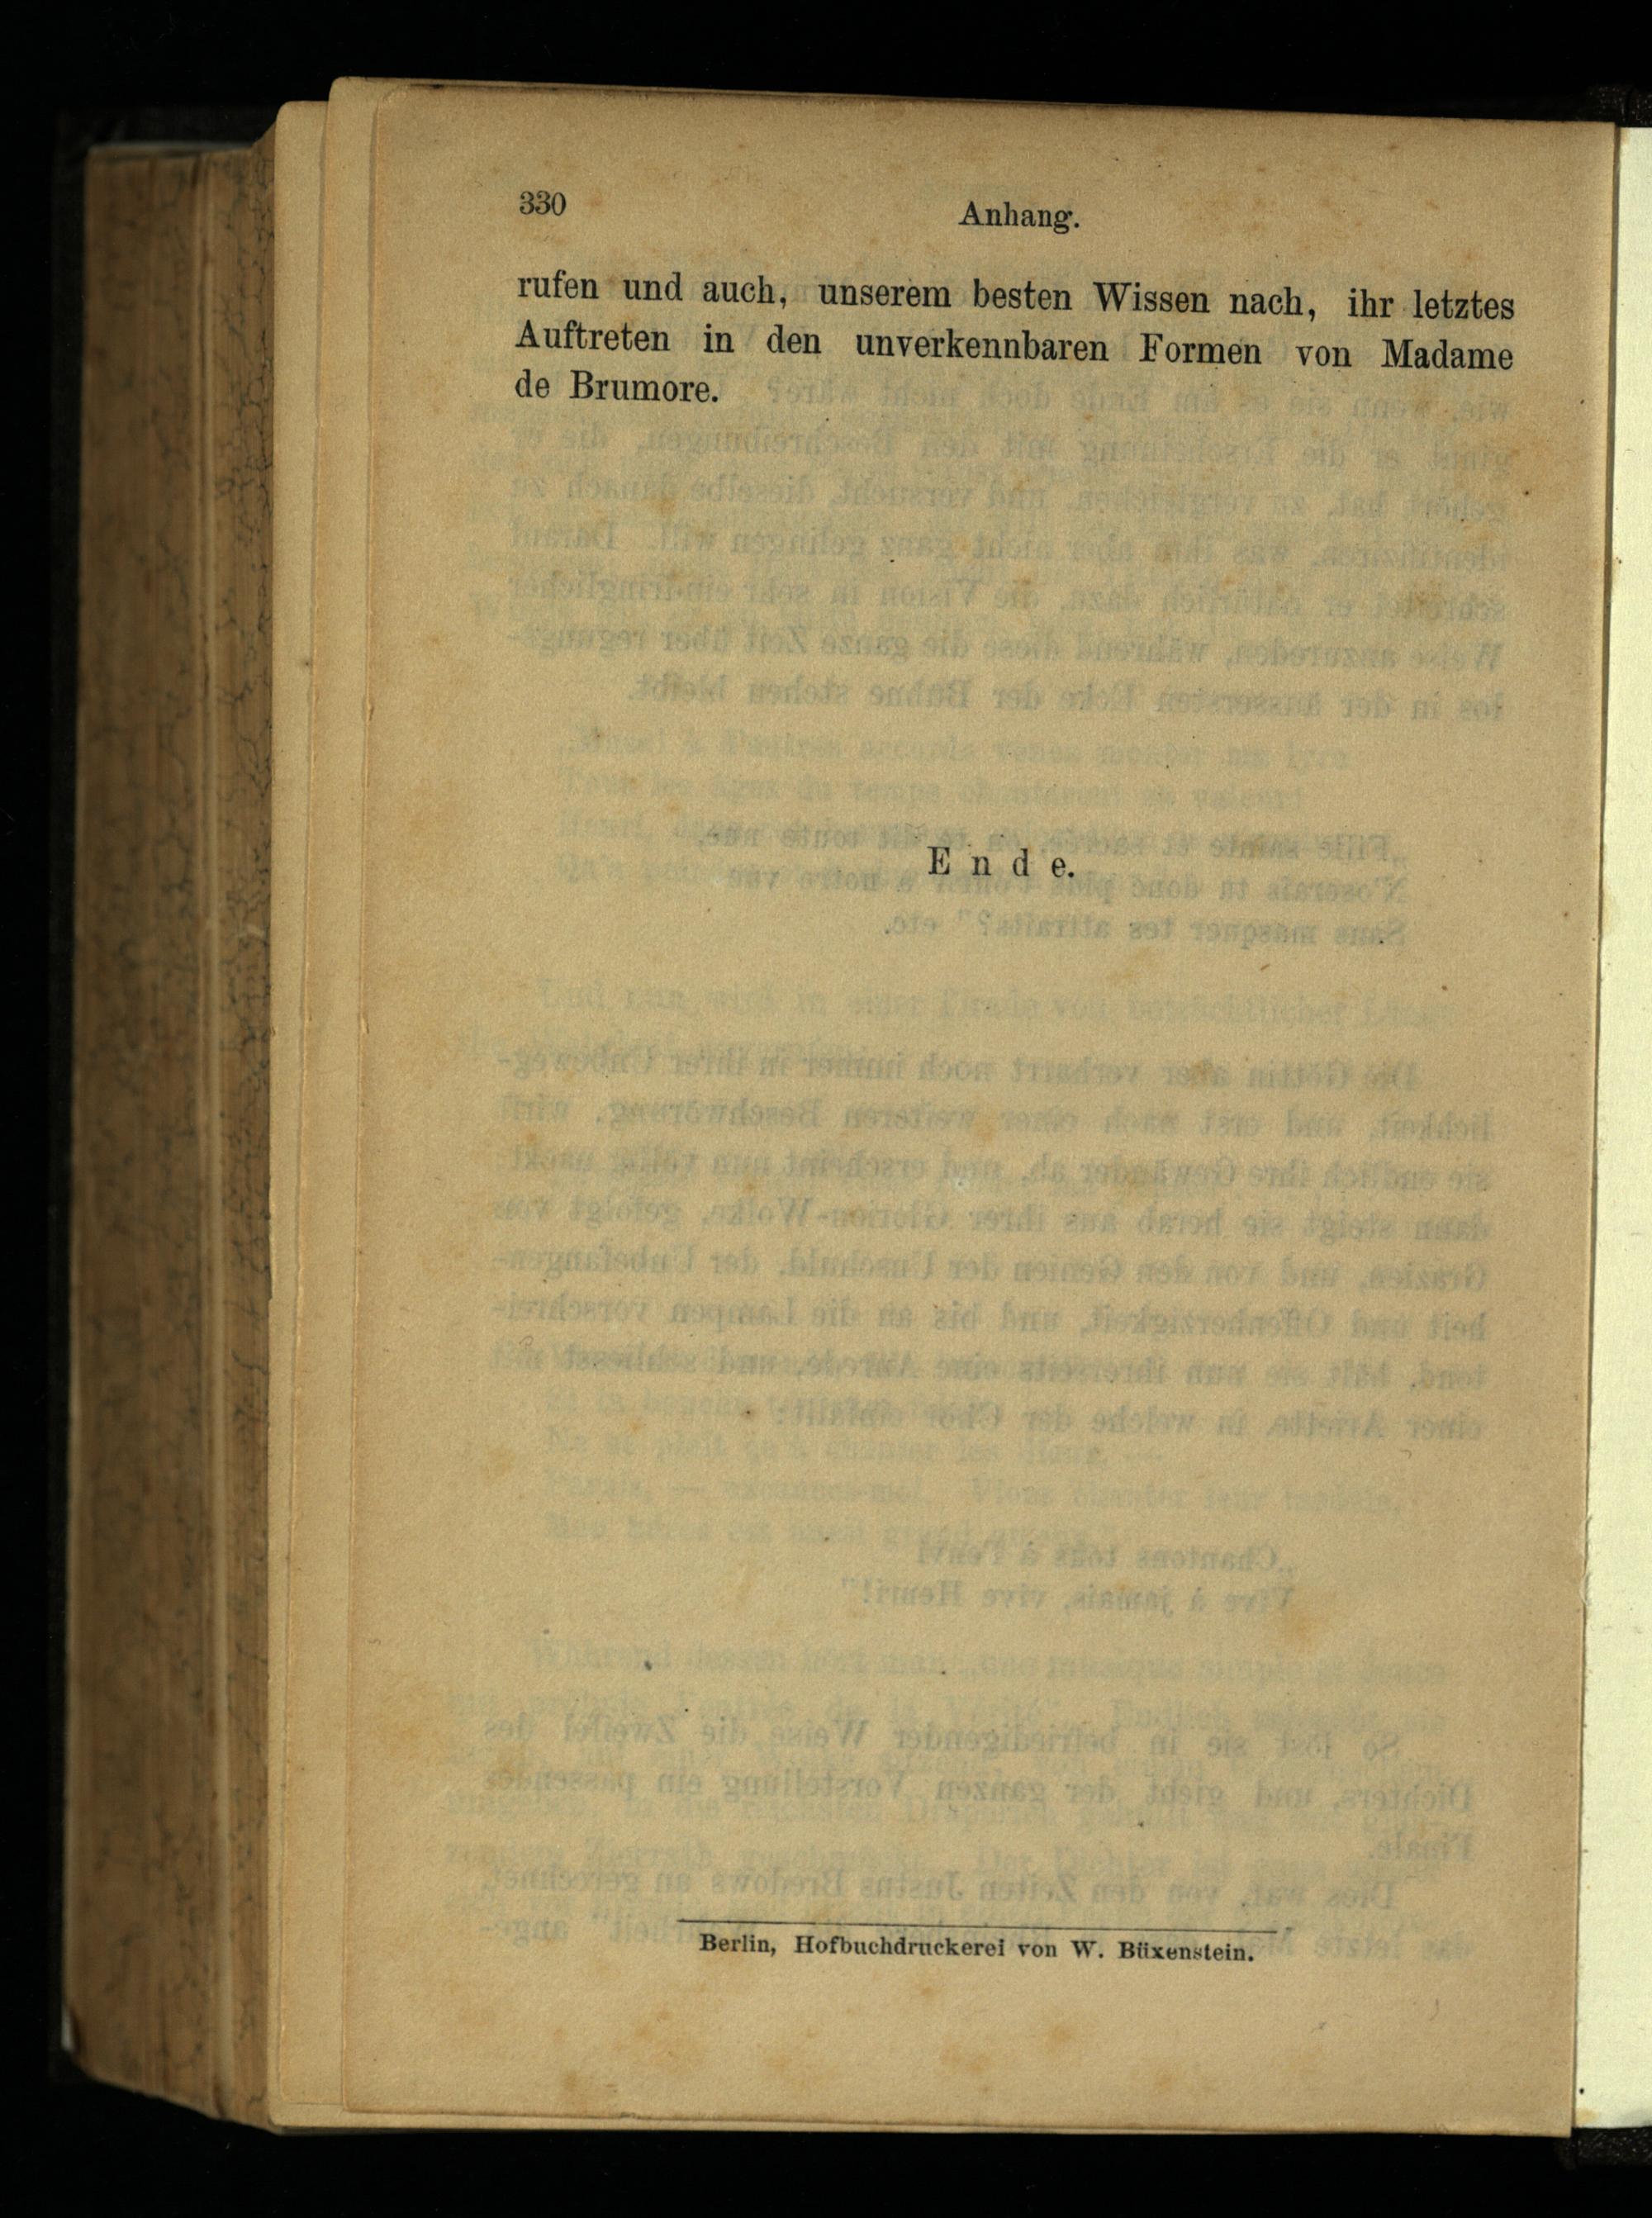 330
Anhang.
rufen und auch, unserem besten Wissen nach, ihr letztes
Auftreten in den unverkennbaren Formen von Madame
de Brumore.
Ende.
Berlin, Hofbuchdruckerei von W. Büxenstein.